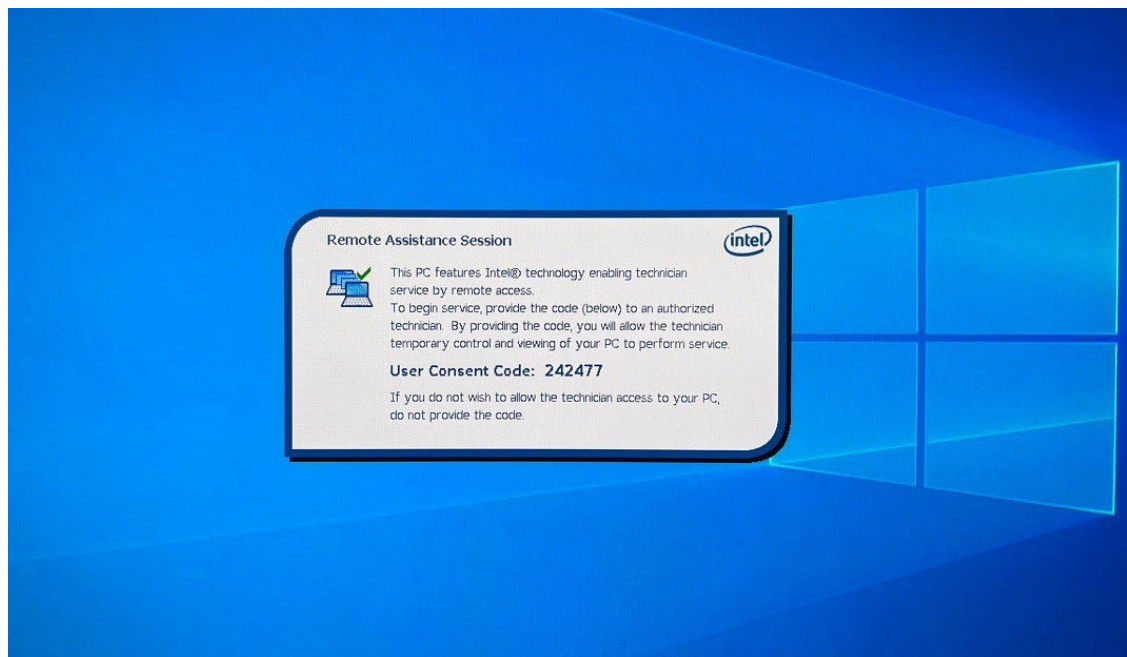 Remote Assistance Session
intel
This PC features Intel® technology enabling technician
service by remote access.
To begin service, provide the code (below) to an authorized
technician. By providing the code, you will allow the technician
temporary control and viewing of your PC to perform service.
User Consent Code: 242477
If you do not wish to allow the technician access to your PC,
do not provide the code.